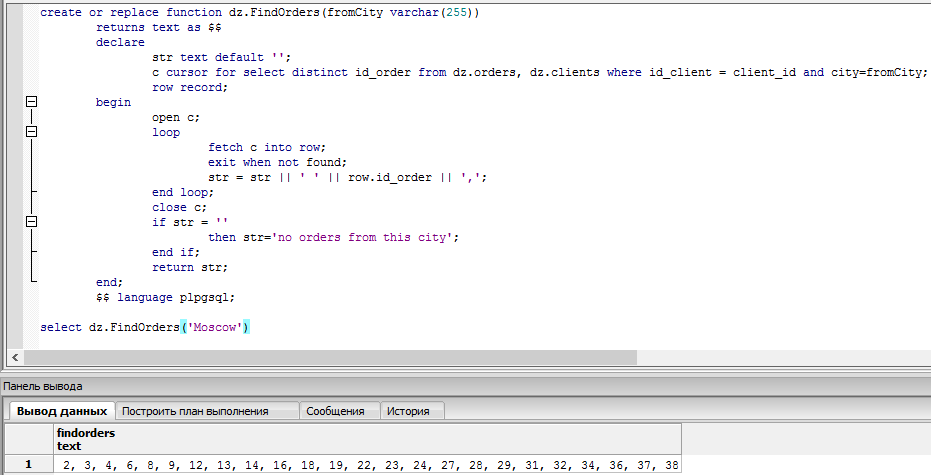 create or replace function dz.FindOrders(fromCity varchar(255))
returns text as $$
declare
str text default '';
c cursor for select distinct id_order from dz.orders, dz.clients where id_client = client_id and city=fromCity;
row record;
begin
open c;
loop
fetch c into row;
exit when not found;
str = str || ' ' || row.id_order || ',';
end loop;
close c;
if str = ''
then str='no orders from this city';
end if;
return str;
end;
$$ language plpgsql;
select dz.FindOrders('Moscow')
Панель вывода
Вывод данных Построить план выполнения Сообщения История
findorders
text
1 2, 3, 4, 6, 8, 9, 12, 13, 14, 16, 18, 19, 22, 23, 24, 27, 28, 29, 31, 32, 34, 36, 37, 38